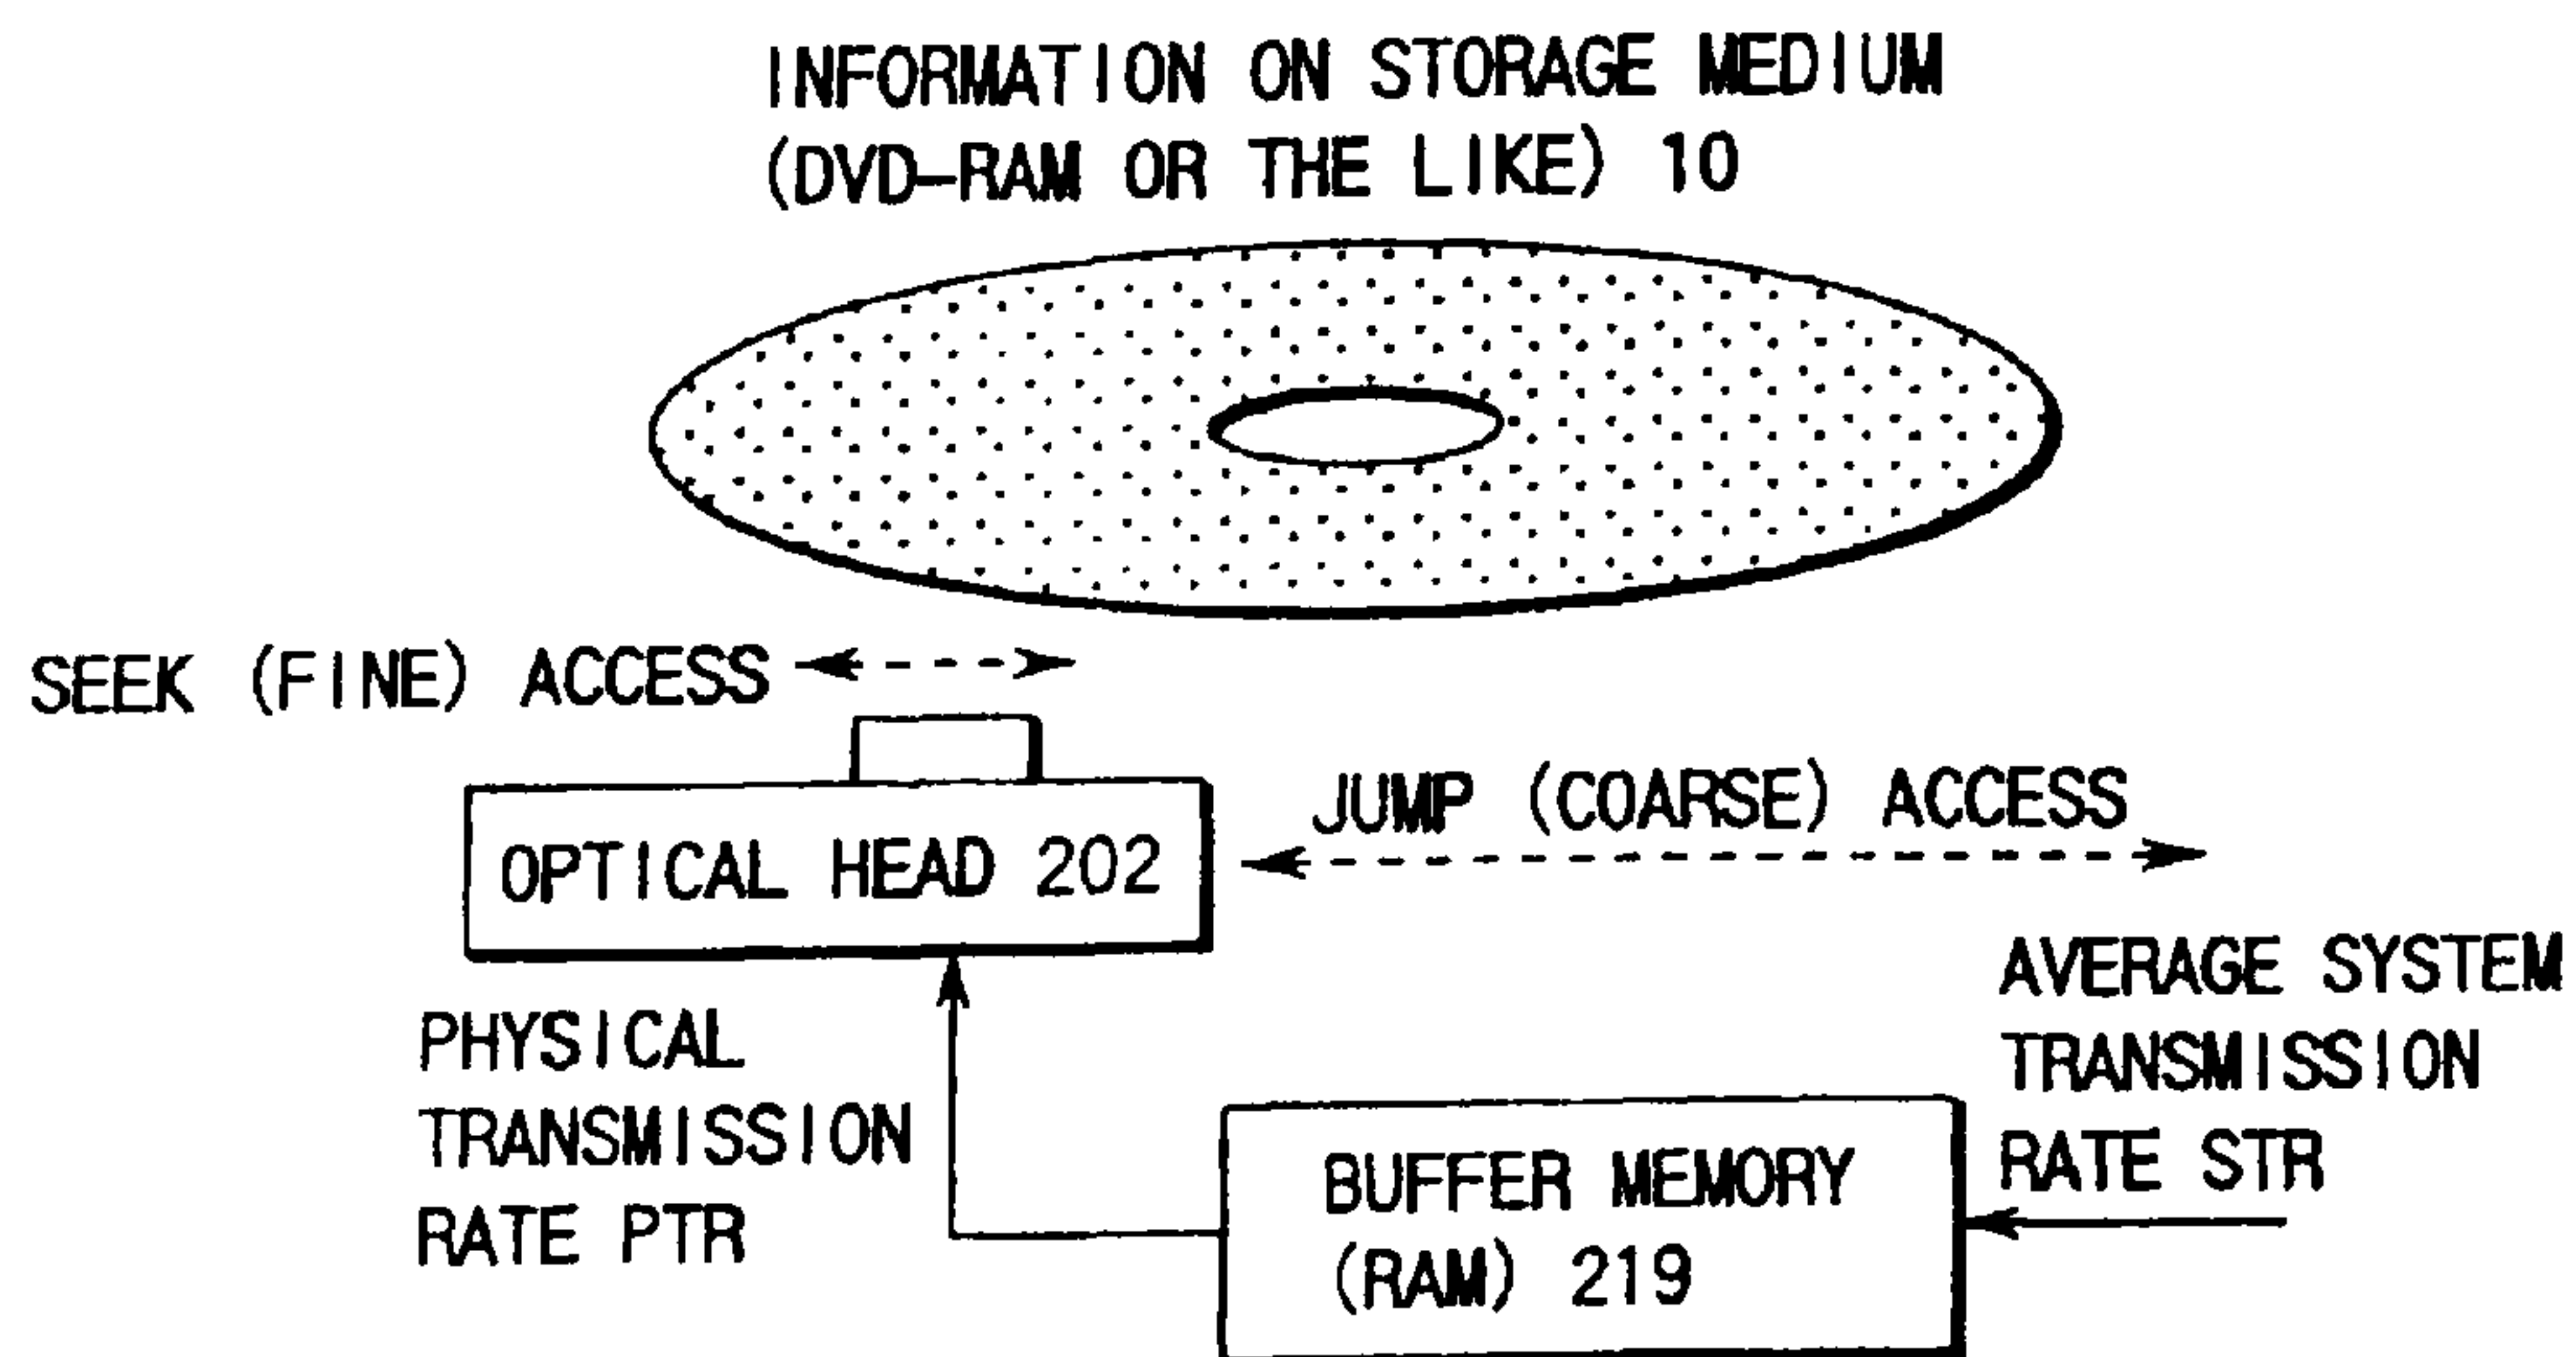 INFORMATION ON STORAGE MEDIUM
(DVD-RAM OR THE LIKE) 10
SEEK (FINE) ACCESS
JUMP (COARSE) ACCESS
OPTICAL HEAD 202
AVERAGE SYSTEM
TRANSMISSION
RATE STR
PHYSICAL
TRANSMISSION
RATE PTR
BUFFER MEMORY
(RAM) 219